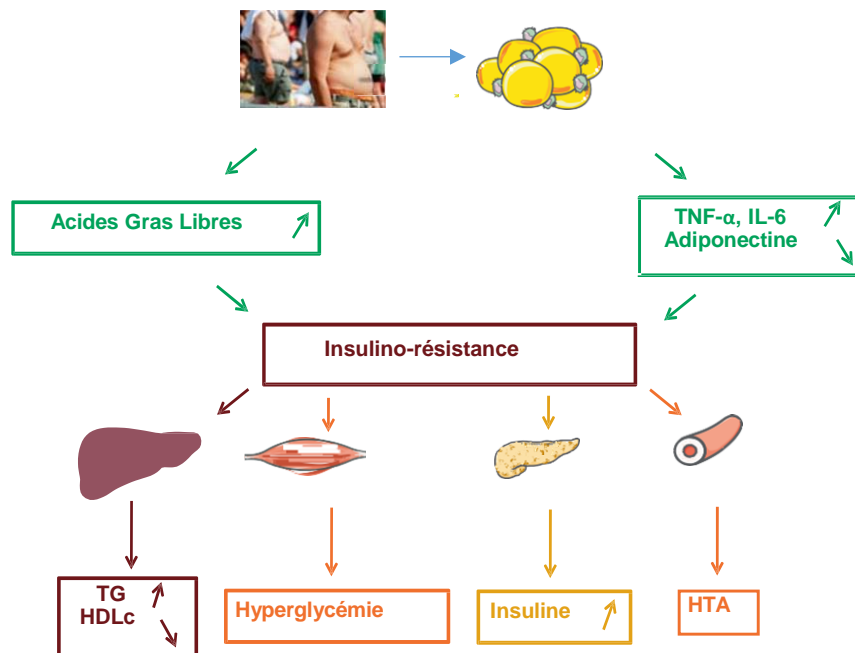 Acides Gras Libres
TNF-α, IL-6
Adiponectine
Insulino-résistance
TG
HDLc
Hyperglycémie
Insuline
HTA